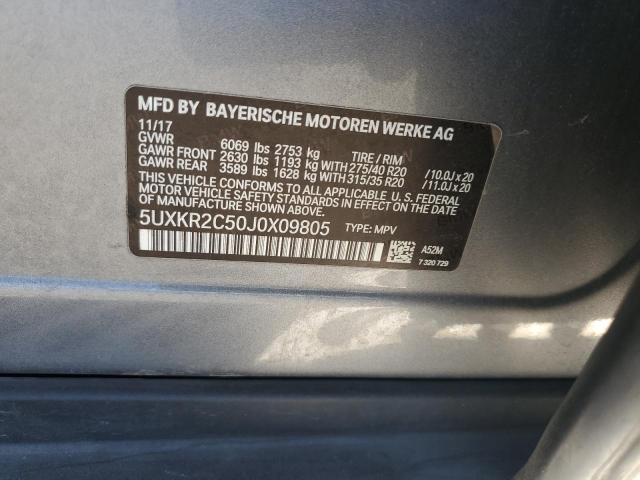 MFD BY BAYERISCHE MOTOREN WERKE AG
11/17
GVWR 6069 lbs 2753 kg TIRE / RIM
GAWR FRONT 2630 lbs 1193 kg WITH 275/40 R20 /10.0J x 20
GAWR REAR 3589 lbs 1628 kg WITH 315/35 R20 /11.0J x 20
THIS VEHICLE CONFORMS TO ALL APPLICABLE U. S. FEDERAL
MOTOR VEHICLE SAFETY STANDARDS IN EFFECT ON THE
DATE OF MANUFACTURE SHOWN ABOVE.
5UXKR2C50J0X09805 TYPE: MPV
A52M
7 320 729